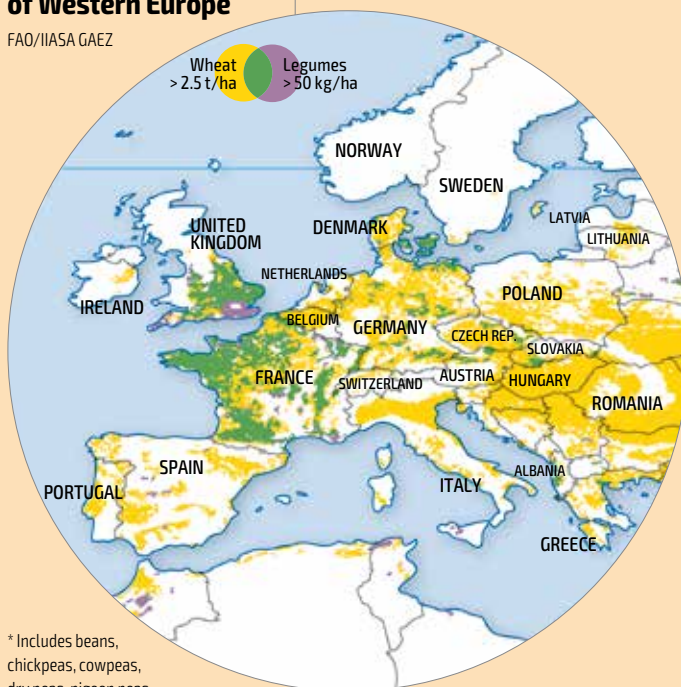 of Western Europe
FAO/IIASA GAEZ
Wheat
> 2.5 t/ha
Legumes
> 50 kg/ha
NORWAY
SWEDEN
LATVIA
LITHUANIA
UNITED
KINGDOM
DENMARK
NETHERLANDS
IRELAND
POLAND
BELGIUM
GERMANY
CZECH REP.
SLOVAKIA
FRANCE
SWITZERLAND
AUSTRIA
HUNGARY
ROMANIA
SPAIN
PORTUGAL
ITALY
ALBANIA
GREECE
* Includes beans,
chickpeas, cowpeas,